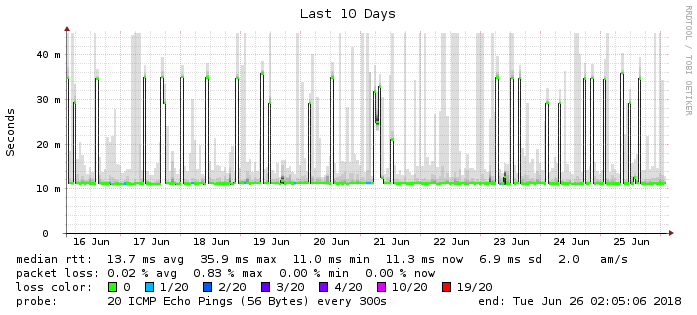 Last 10 Days
RRDTOOL / TOBI OETIKER
Seconds
40 m
30 m
20 m
10 m
0
16 Jun 17 Jun 18 Jun 19 Jun 20 Jun 21 Jun 22 Jun 23 Jun 24 Jun 25 Jun
median rtt: 13.7 ms avg 35.9 ms max 11.0 ms min 11.3 ms now 6.9 ms sd 2.0 am/s
packet loss: 0.02 % avg 0.83 % max 0.00 % min 0.00 % now
loss color: 0 1/20 2/20 3/20 4/20 10/20 19/20
probe: 20 ICMP Echo Pings (56 Bytes) every 300s end: Tue Jun 26 02:05:06 2018